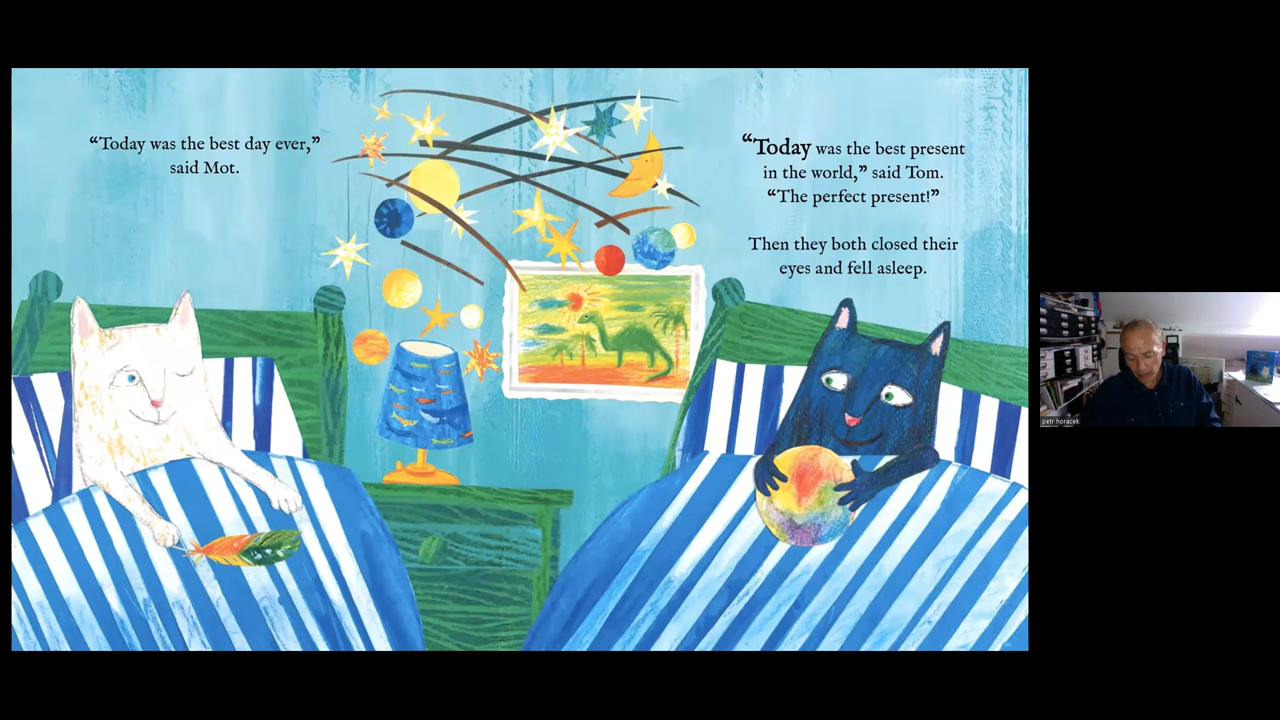 “Today was the best day ever,”
said Mot.
“Today was the best present
in the world,” said Tom.
“The perfect present!”
Then they both closed their
eyes and fell asleep.
petr horacek